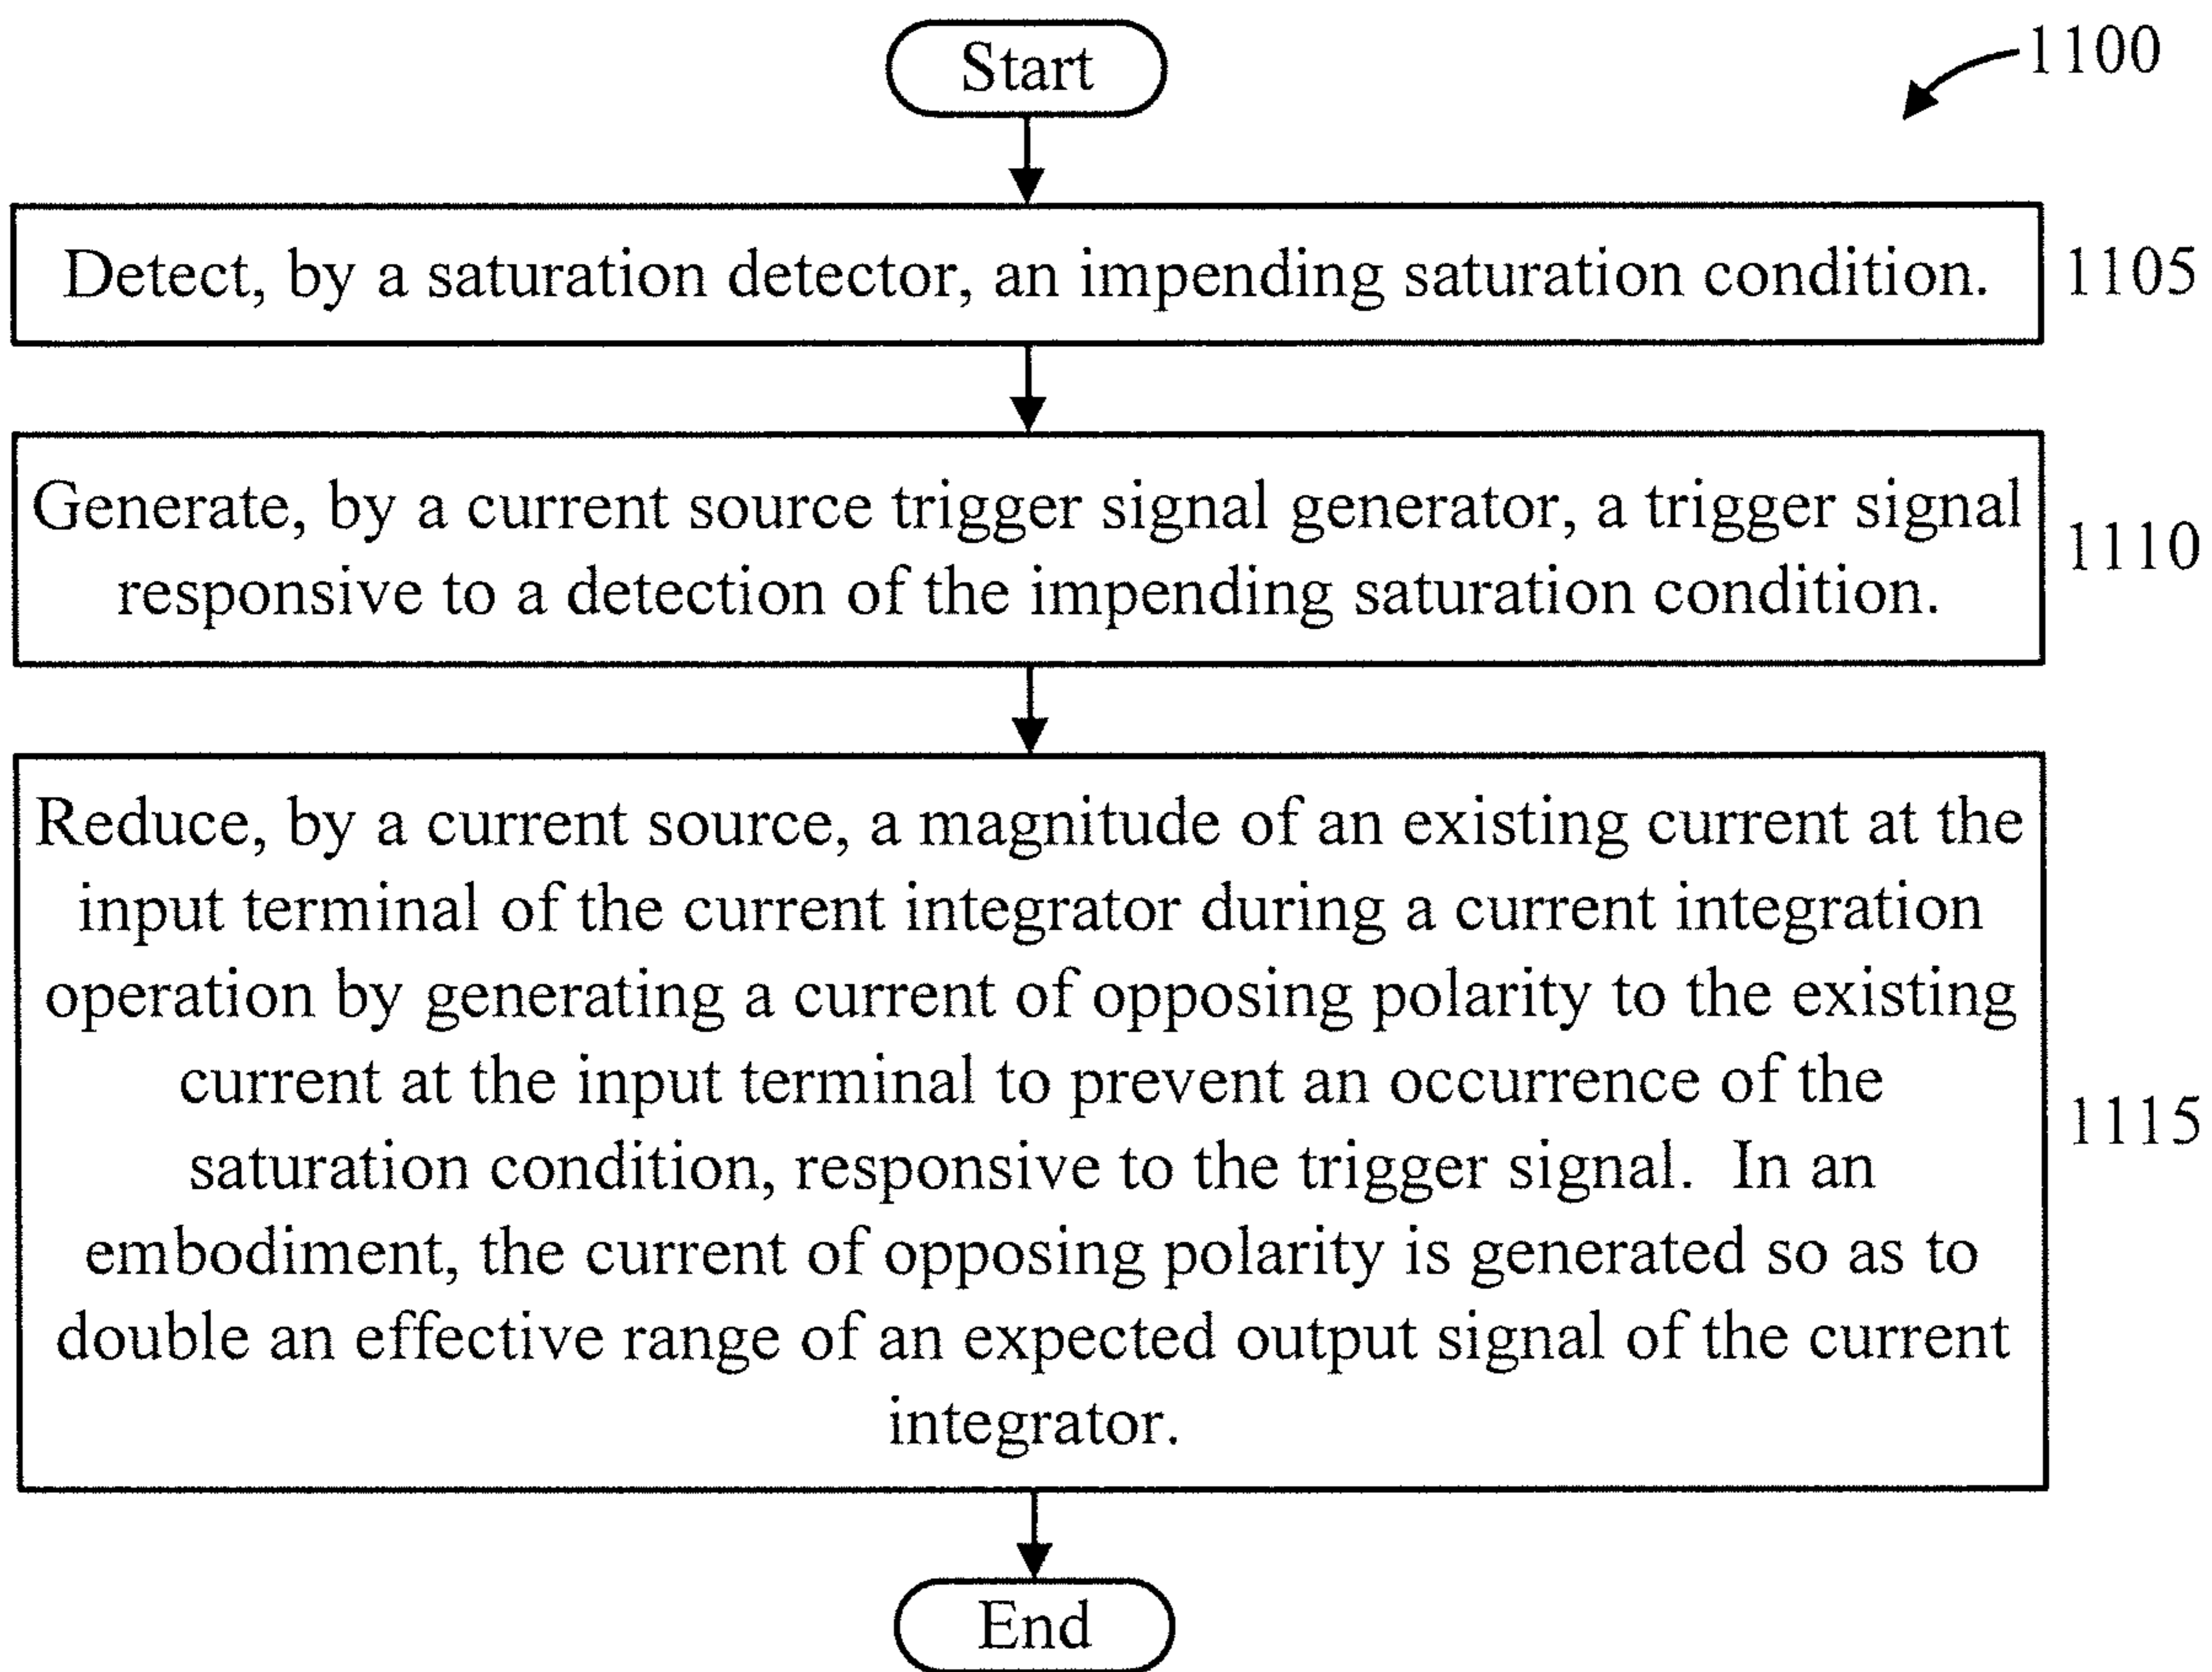 Start
1100
Detect, by a saturation detector, an impending saturation condition.
1105
Generate, by a current source trigger signal generator, a trigger signal
responsive to a detection of the impending saturation condition.
1110
Reduce, by a current source, a magnitude of an existing current at the
input terminal of the current integrator during a current integration
operation by generating a current of opposing polarity to the existing
current at the input terminal to prevent an occurrence of the
saturation condition, responsive to the trigger signal.  In an
embodiment, the current of opposing polarity is generated so as to
double an effective range of an expected output signal of the current
integrator.
1115
End